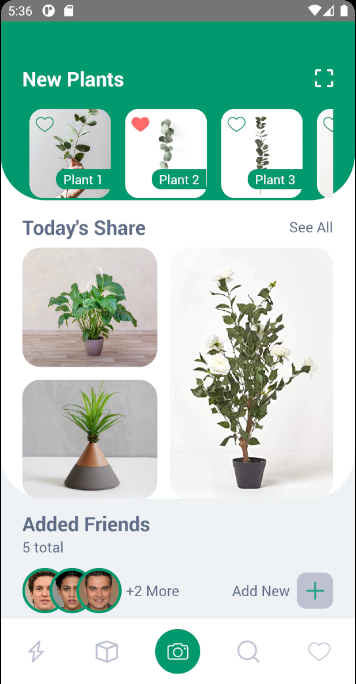 5:36
New Plants
Plant 1
Plant 2
Plant 3
Today's Share
See All
Added Friends
5 total
+2 More
Add New